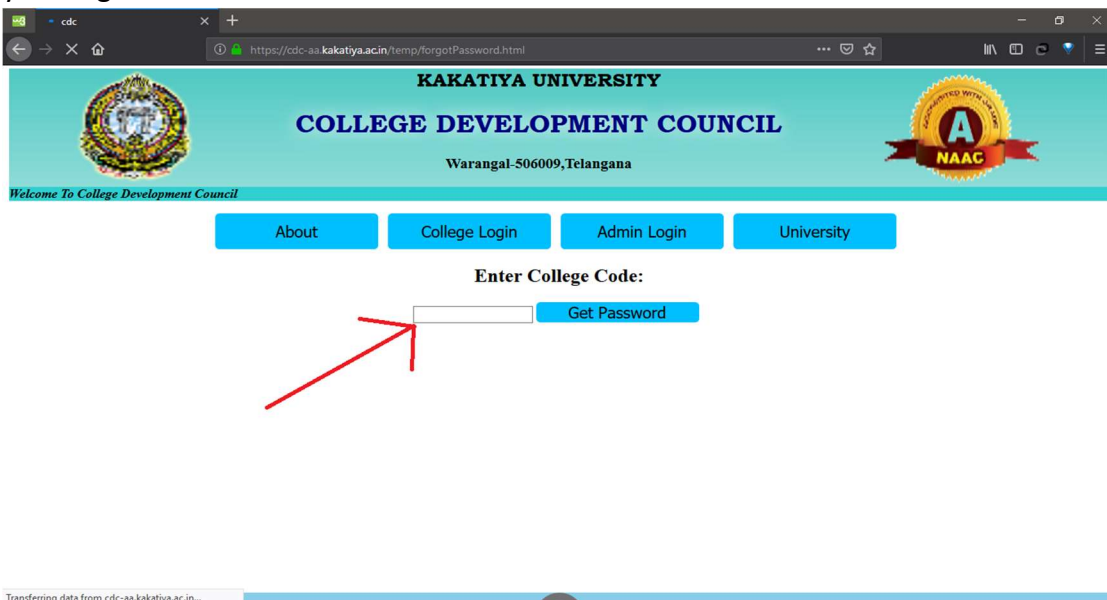 cdc
https://cdc-aa.kakatiya.ac.in/temp/forgotPassword.html
KAKATIYA UNIVERSITY
COLLEGE DEVELOPMENT COUNCIL
Warangal-506009,Telangana
A
NAAC
Welcome To College Development Council
About College Login Admin Login University
Enter College Code:
Get Password
Transferring data from cdc-aa.kakatiya.ac.in...